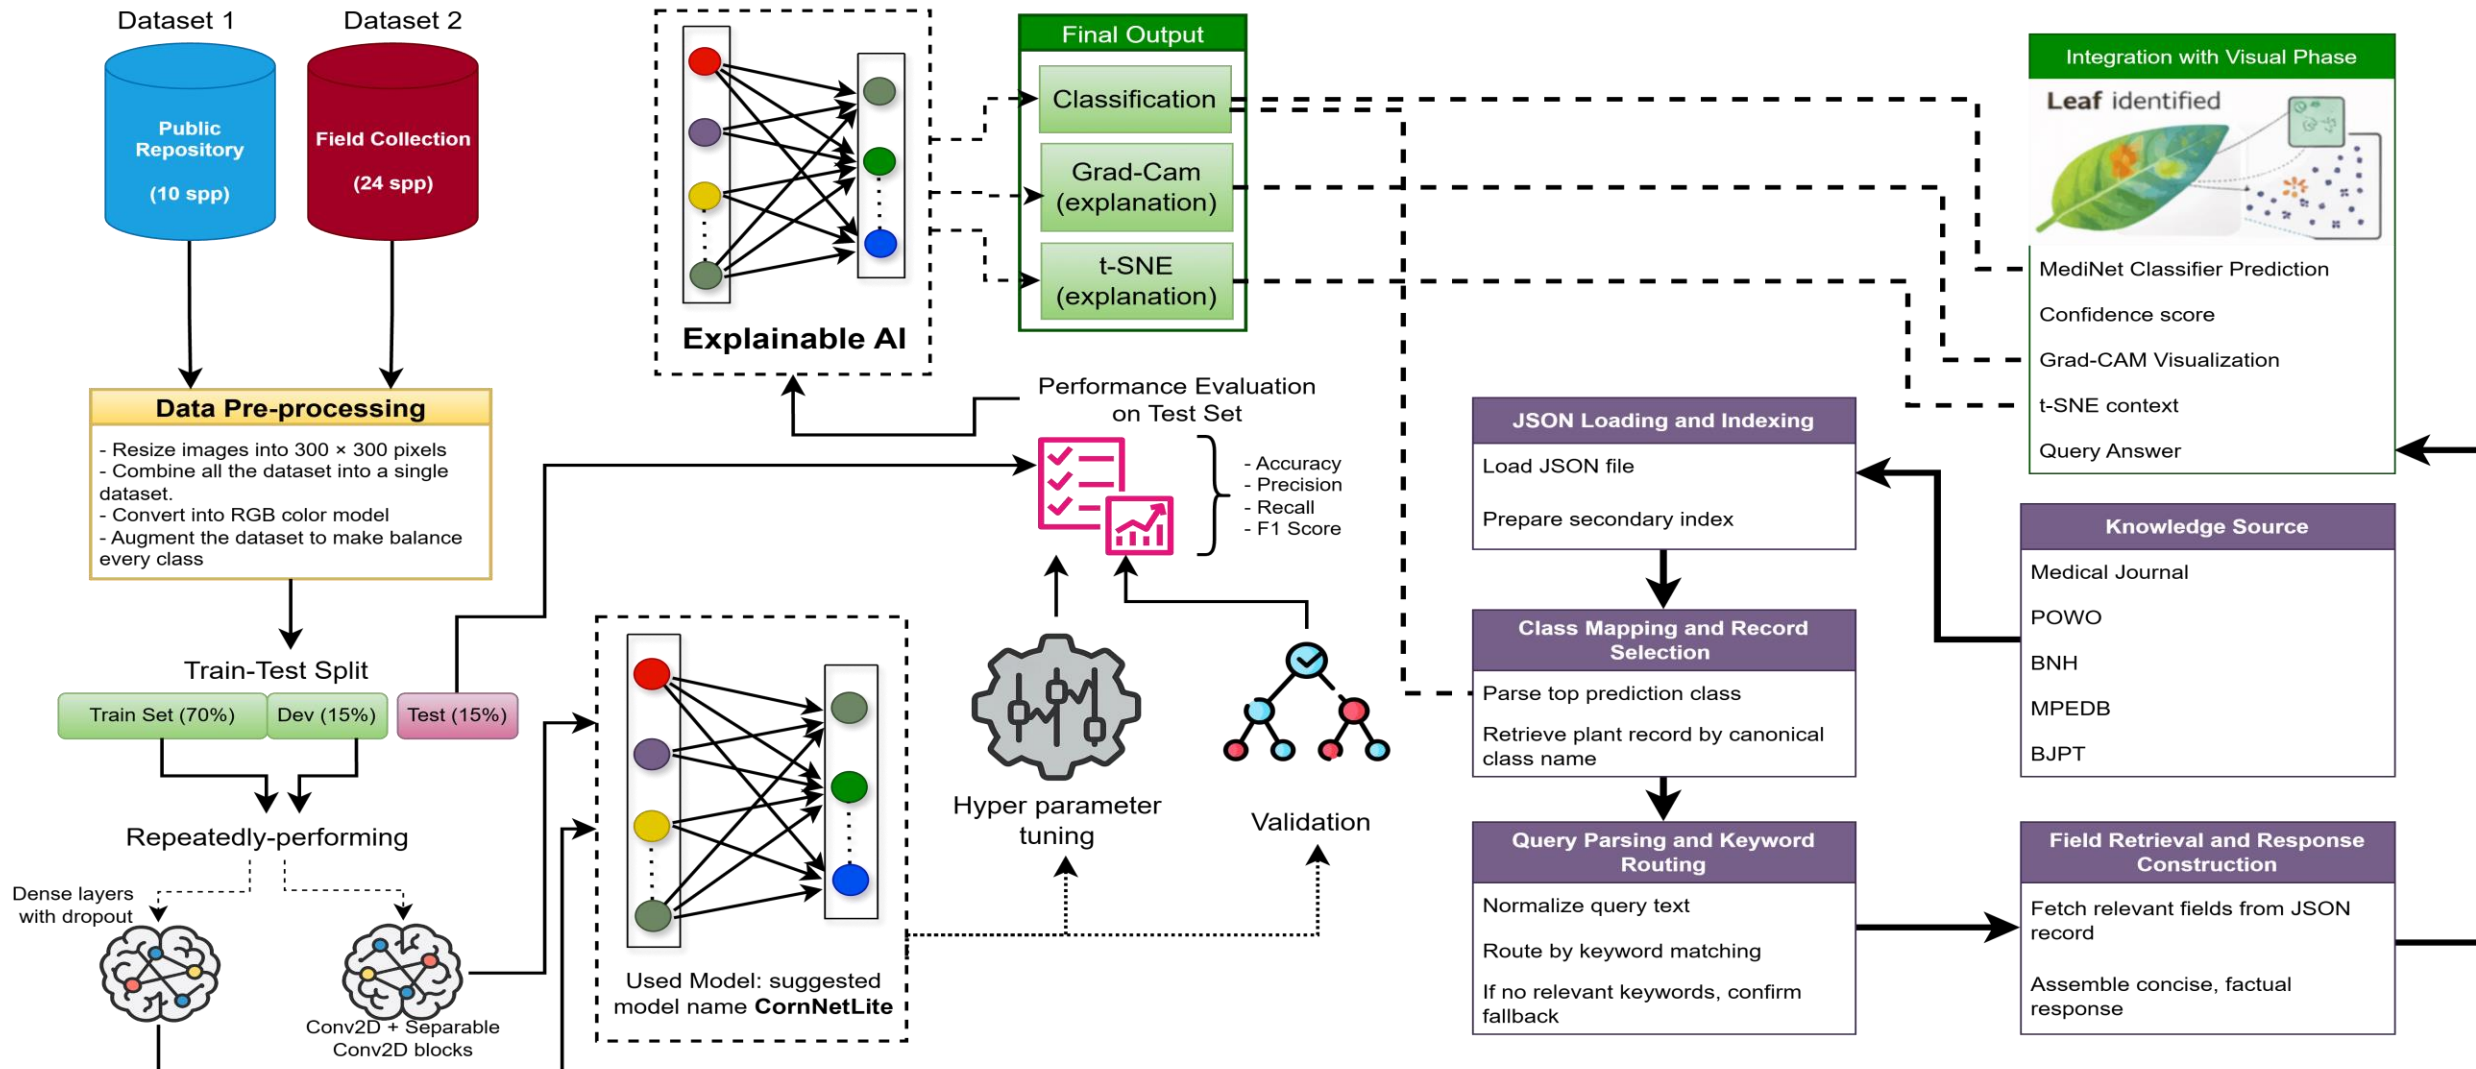 Dataset 1
Dataset 2
Public
Repository
(10 spp)
Field Collection
(24 spp)
Data Pre-processing
- Resize images into 300 × 300 pixels
- Combine all the dataset into a single
dataset.
- Convert into RGB color model
- Augment the dataset to make balance
every class
Train-Test Split
Train Set (70%)
Dev (15%)
Test (15%)
Repeatedly-performing
Dense layers
with dropout
Conv2D + Separable
Conv2D blocks
Explainable AI
Final Output
Classification
Grad-Cam
(explanation)
t-SNE
(explanation)
Performance Evaluation
on Test Set
- Accuracy
- Precision
- Recall
- F1 Score
Used Model: suggested
model name CornNetLite
Hyper parameter
tuning
Validation
JSON Loading and Indexing
Load JSON file
Prepare secondary index
Class Mapping and Record
Selection
Parse top prediction class
Retrieve plant record by canonical
class name
Query Parsing and Keyword
Routing
Normalize query text
Route by keyword matching
If no relevant keywords, confirm
fallback
Integration with Visual Phase
Leaf identified
MediNet Classifier Prediction
Confidence score
Grad-CAM Visualization
t-SNE context
Query Answer
Knowledge Source
Medical Journal
POWO
BNH
MPEDB
BJPT
Field Retrieval and Response
Construction
Fetch relevant fields from JSON
record
Assemble concise, factual
response